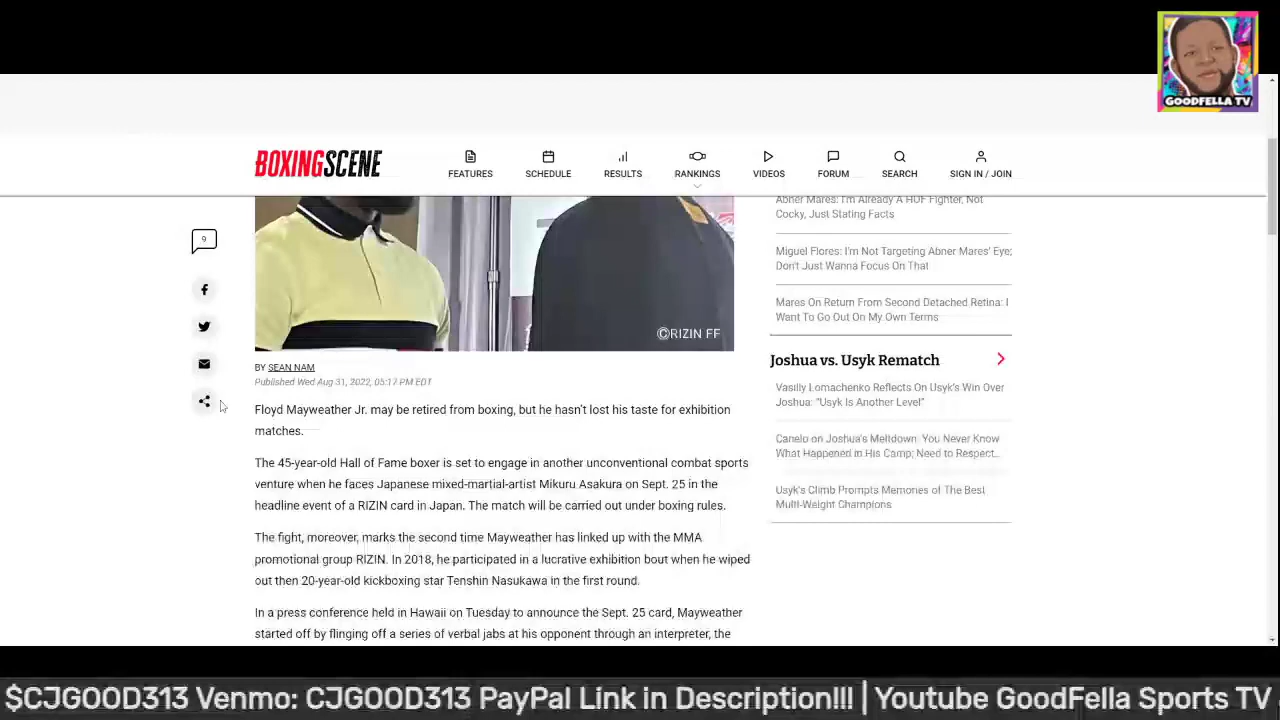 GOODFELLA TV
BOXINGSCENE
FEATURES
SCHEDULE
RESULTS
RANKINGS
VIDEOS
FORUM
SEARCH
SIGN IN / JOIN
9
©RIZIN FF
BY SEAN NAM
Published Wed Aug 31, 2022, 05:17 PM EDT
Floyd Mayweather Jr. may be retired from boxing, but he hasn't lost his taste for exhibition
matches.
The 45-year-old Hall of Fame boxer is set to engage in another unconventional combat sports
venture when he faces Japanese mixed-martial-artist Mikuru Asakura on Sept. 25 in the
headline event of a RIZIN card in Japan. The match will be carried out under boxing rules.
The fight, moreover, marks the second time Mayweather has linked up with the MMA
promotional group RIZIN. In 2018, he participated in a lucrative exhibition bout when he wiped
out then 20-year-old kickboxing star Tenshin Nasukawa in the first round.
In a press conference held in Hawaii on Tuesday to announce the Sept. 25 card, Mayweather
started off by flinging off a series of verbal jabs at his opponent through an interpreter, the
Abner Mares: I'm Already A HOF Fighter, Not
Cocky, Just Stating Facts
Miguel Flores: I'm Not Targeting Abner Mares' Eye;
Don't Just Wanna Focus On That
Mares On Return From Second Detached Retina: I
Want To Go Out On My Own Terms
Joshua vs. Usyk Rematch
Vasiliy Lomachenko Reflects On Usyk's Win Over
Joshua: "Usyk Is Another Level"
Canelo on Joshua's Meltdown: You Never Know
What Happened in His Camp; Need to Respect...
Usyk's Climb Prompts Memories of The Best
Multi-Weight Champions
$CJGOOD313 Venmo: CJGOOD313 PayPal Link in Description!!! | Youtube GoodFella Sports TV